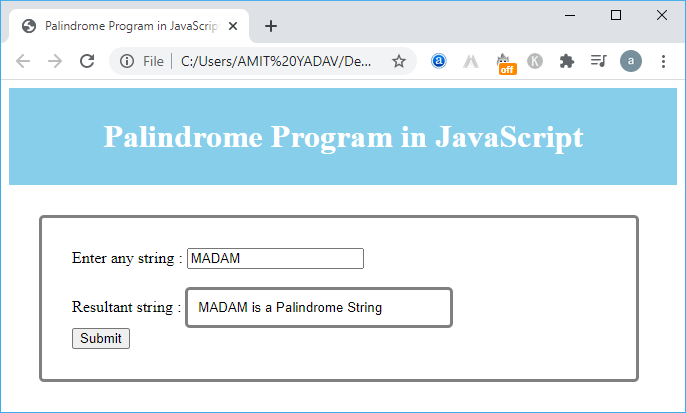 Palindrome Program in JavaScript
File
C:/Users/AMIT%20YADAV/De...
a
off
K
a
Palindrome Program in JavaScript
Enter any string : MADAM
Resultant string : MADAM is a Palindrome String
Submit